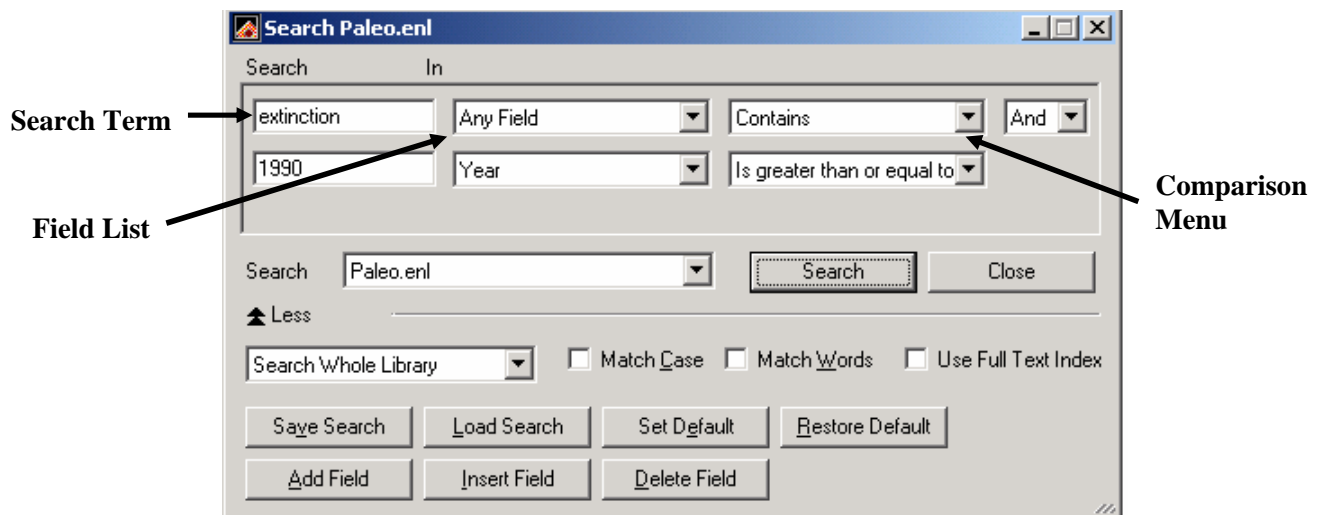 Search Paleo.enl
Search In
Search Term extinction Any Field Contains And
1990 Year Is greater than or equal to
Comparison
Field List Menu
Search Paleo.enl Search Close
Less
Search Whole Library Match Case Match Words Use Full Text Index
Save Search Load Search Set Default Restore Default
Add Field Insert Field Delete Field